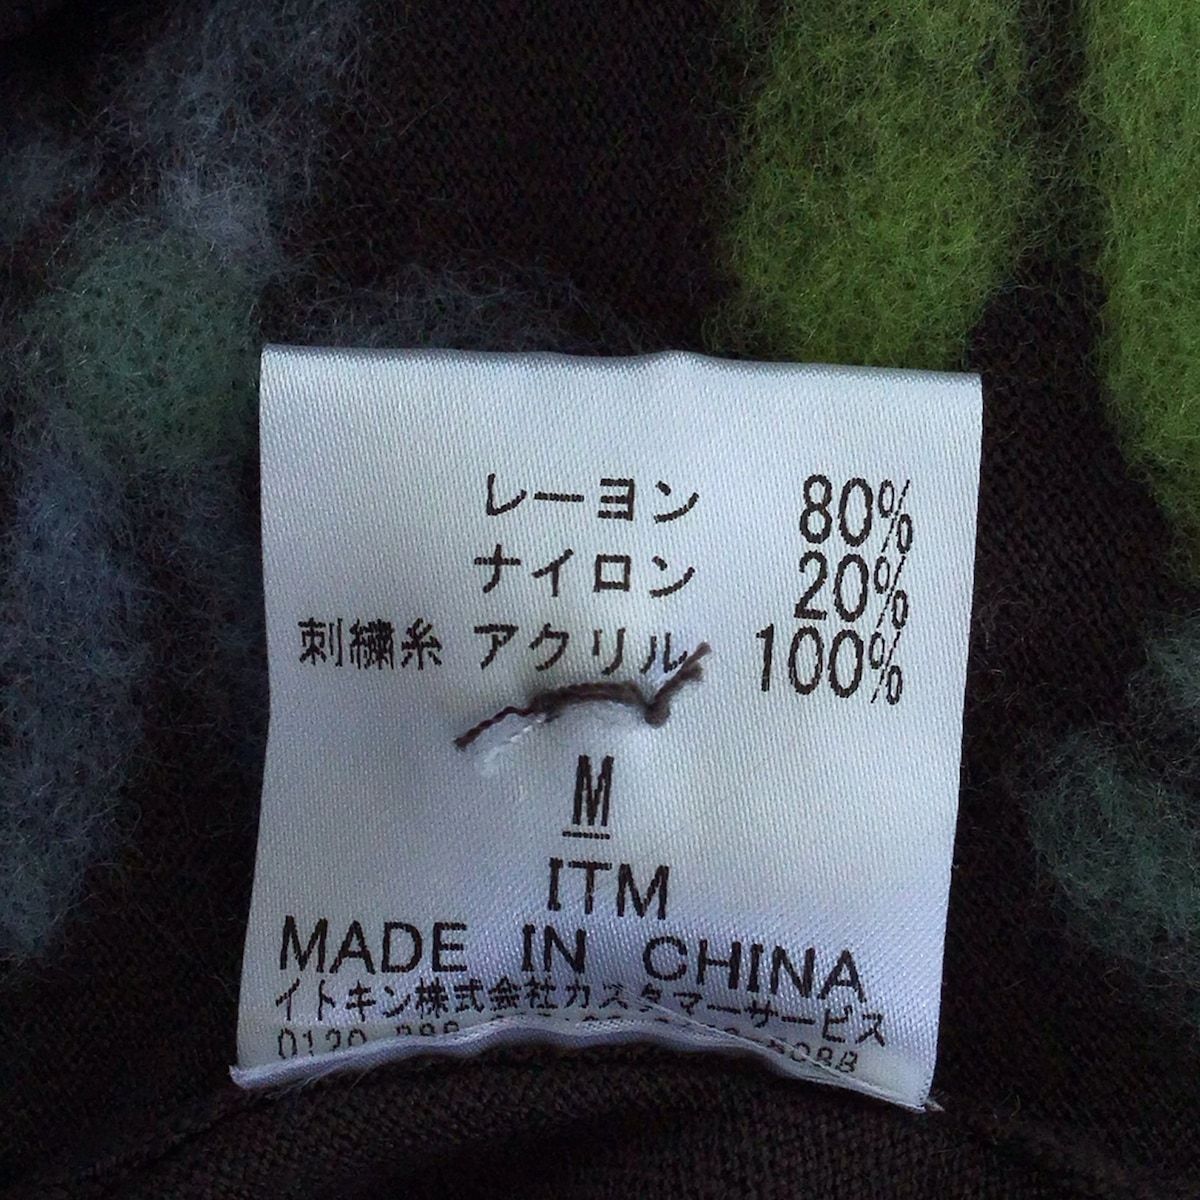 レーヨン 80%
ナイロン 20%
刺繍糸 アクリル 100%
M
ITM
MADE IN CHINA
イトキン株式会社カスタマーサービス
0120